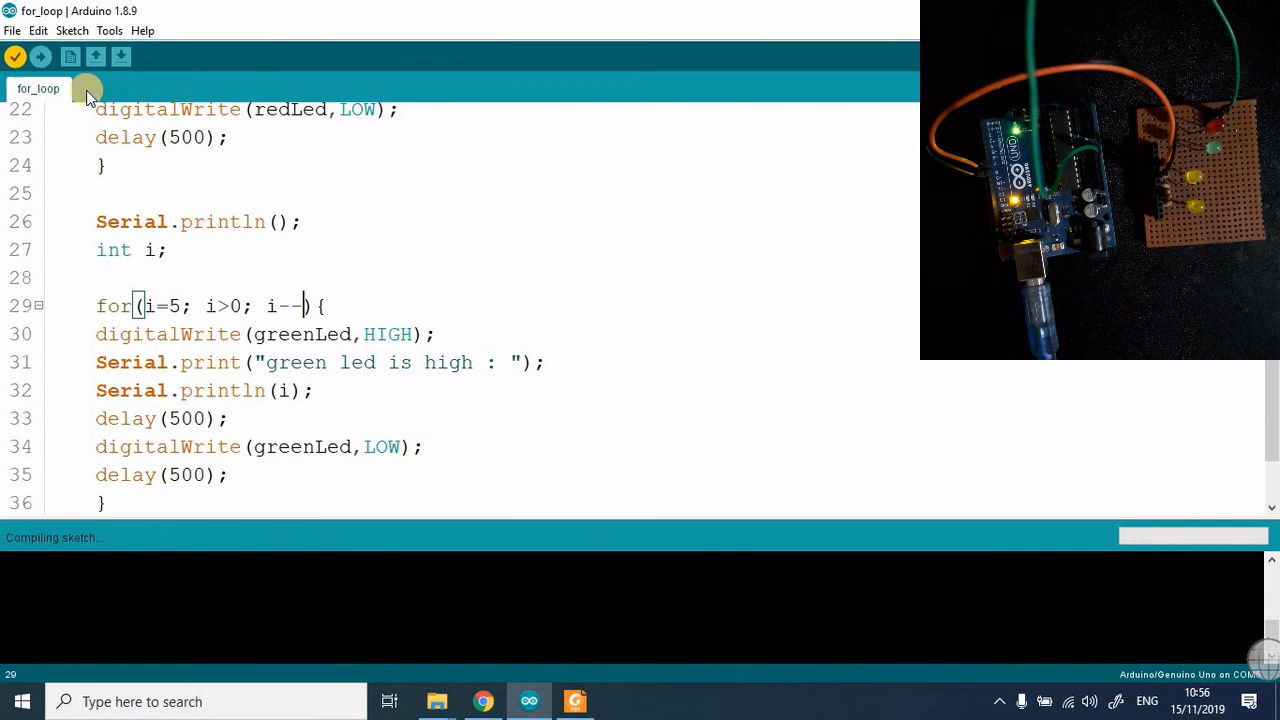 for_loop | Arduino 1.8.9
File Edit Sketch Tools Help
for_loop
22 digitalWrite(redLed,LOW);
23 delay(500);
24 }
25
26 Serial.println();
27 int i;
28
29 for(i=5; i>0; i--){
30 digitalWrite(greenLed,HIGH);
31 Serial.print("green led is high : ");
32 Serial.println(i);
33 delay(500);
34 digitalWrite(greenLed,LOW);
35 delay(500);
36 }
Compiling sketch...
29 Arduino/Genuino Uno on
Type here to search
ENG
10:56
15/11/2019
ARDUINO
UNO